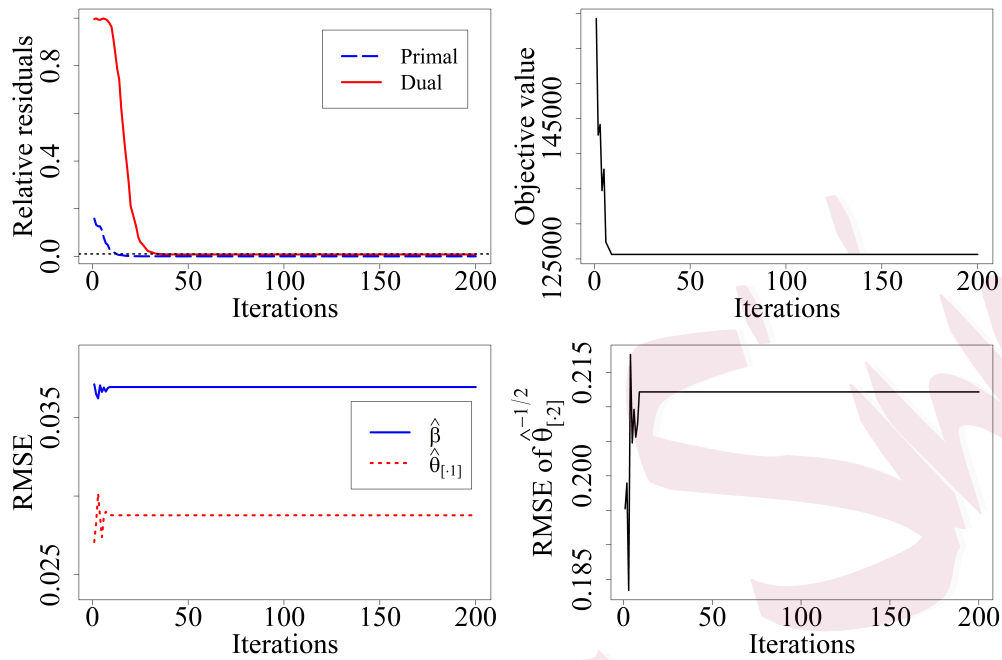 Relative residuals
0.0 0.4 0.8
Primal
Dual
0 50 100 150 200
Iterations
Objective value
125000 145000
0 50 100 150 200
Iterations
RMSE
0.025 0.035
β̂
θ̂[·1]
0 50 100 150 200
Iterations
RMSE of θ̂[·2]^−1/2
0.185 0.200 0.215
0 50 100 150 200
Iterations